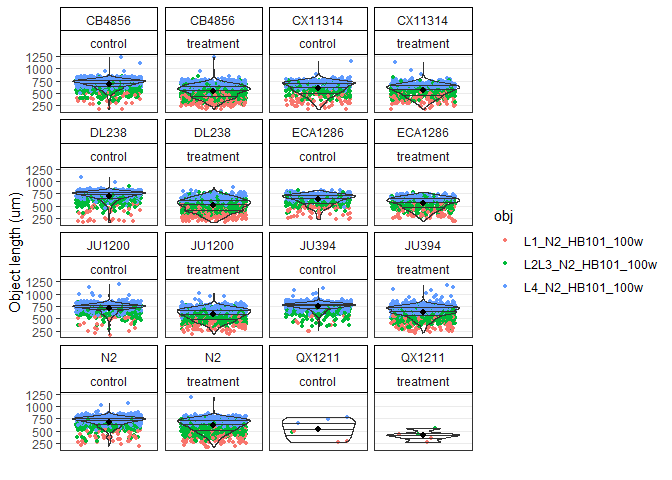 CB4856 CB4856 CX11314 CX11314
control treatment control treatment
1250
1000
750
500
250
DL238 DL238 ECA1286 ECA1286
control treatment control treatment
1250
1000
750
500
250
JU1200 JU1200 JU394 JU394
control treatment control treatment
1250
1000
750
500
250
N2 N2 QX1211 QX1211
control treatment control treatment
1250
1000
750
500
250
Object length (um)
obj
L1_N2_HB101_100w
L2L3_N2_HB101_100w
L4_N2_HB101_100w